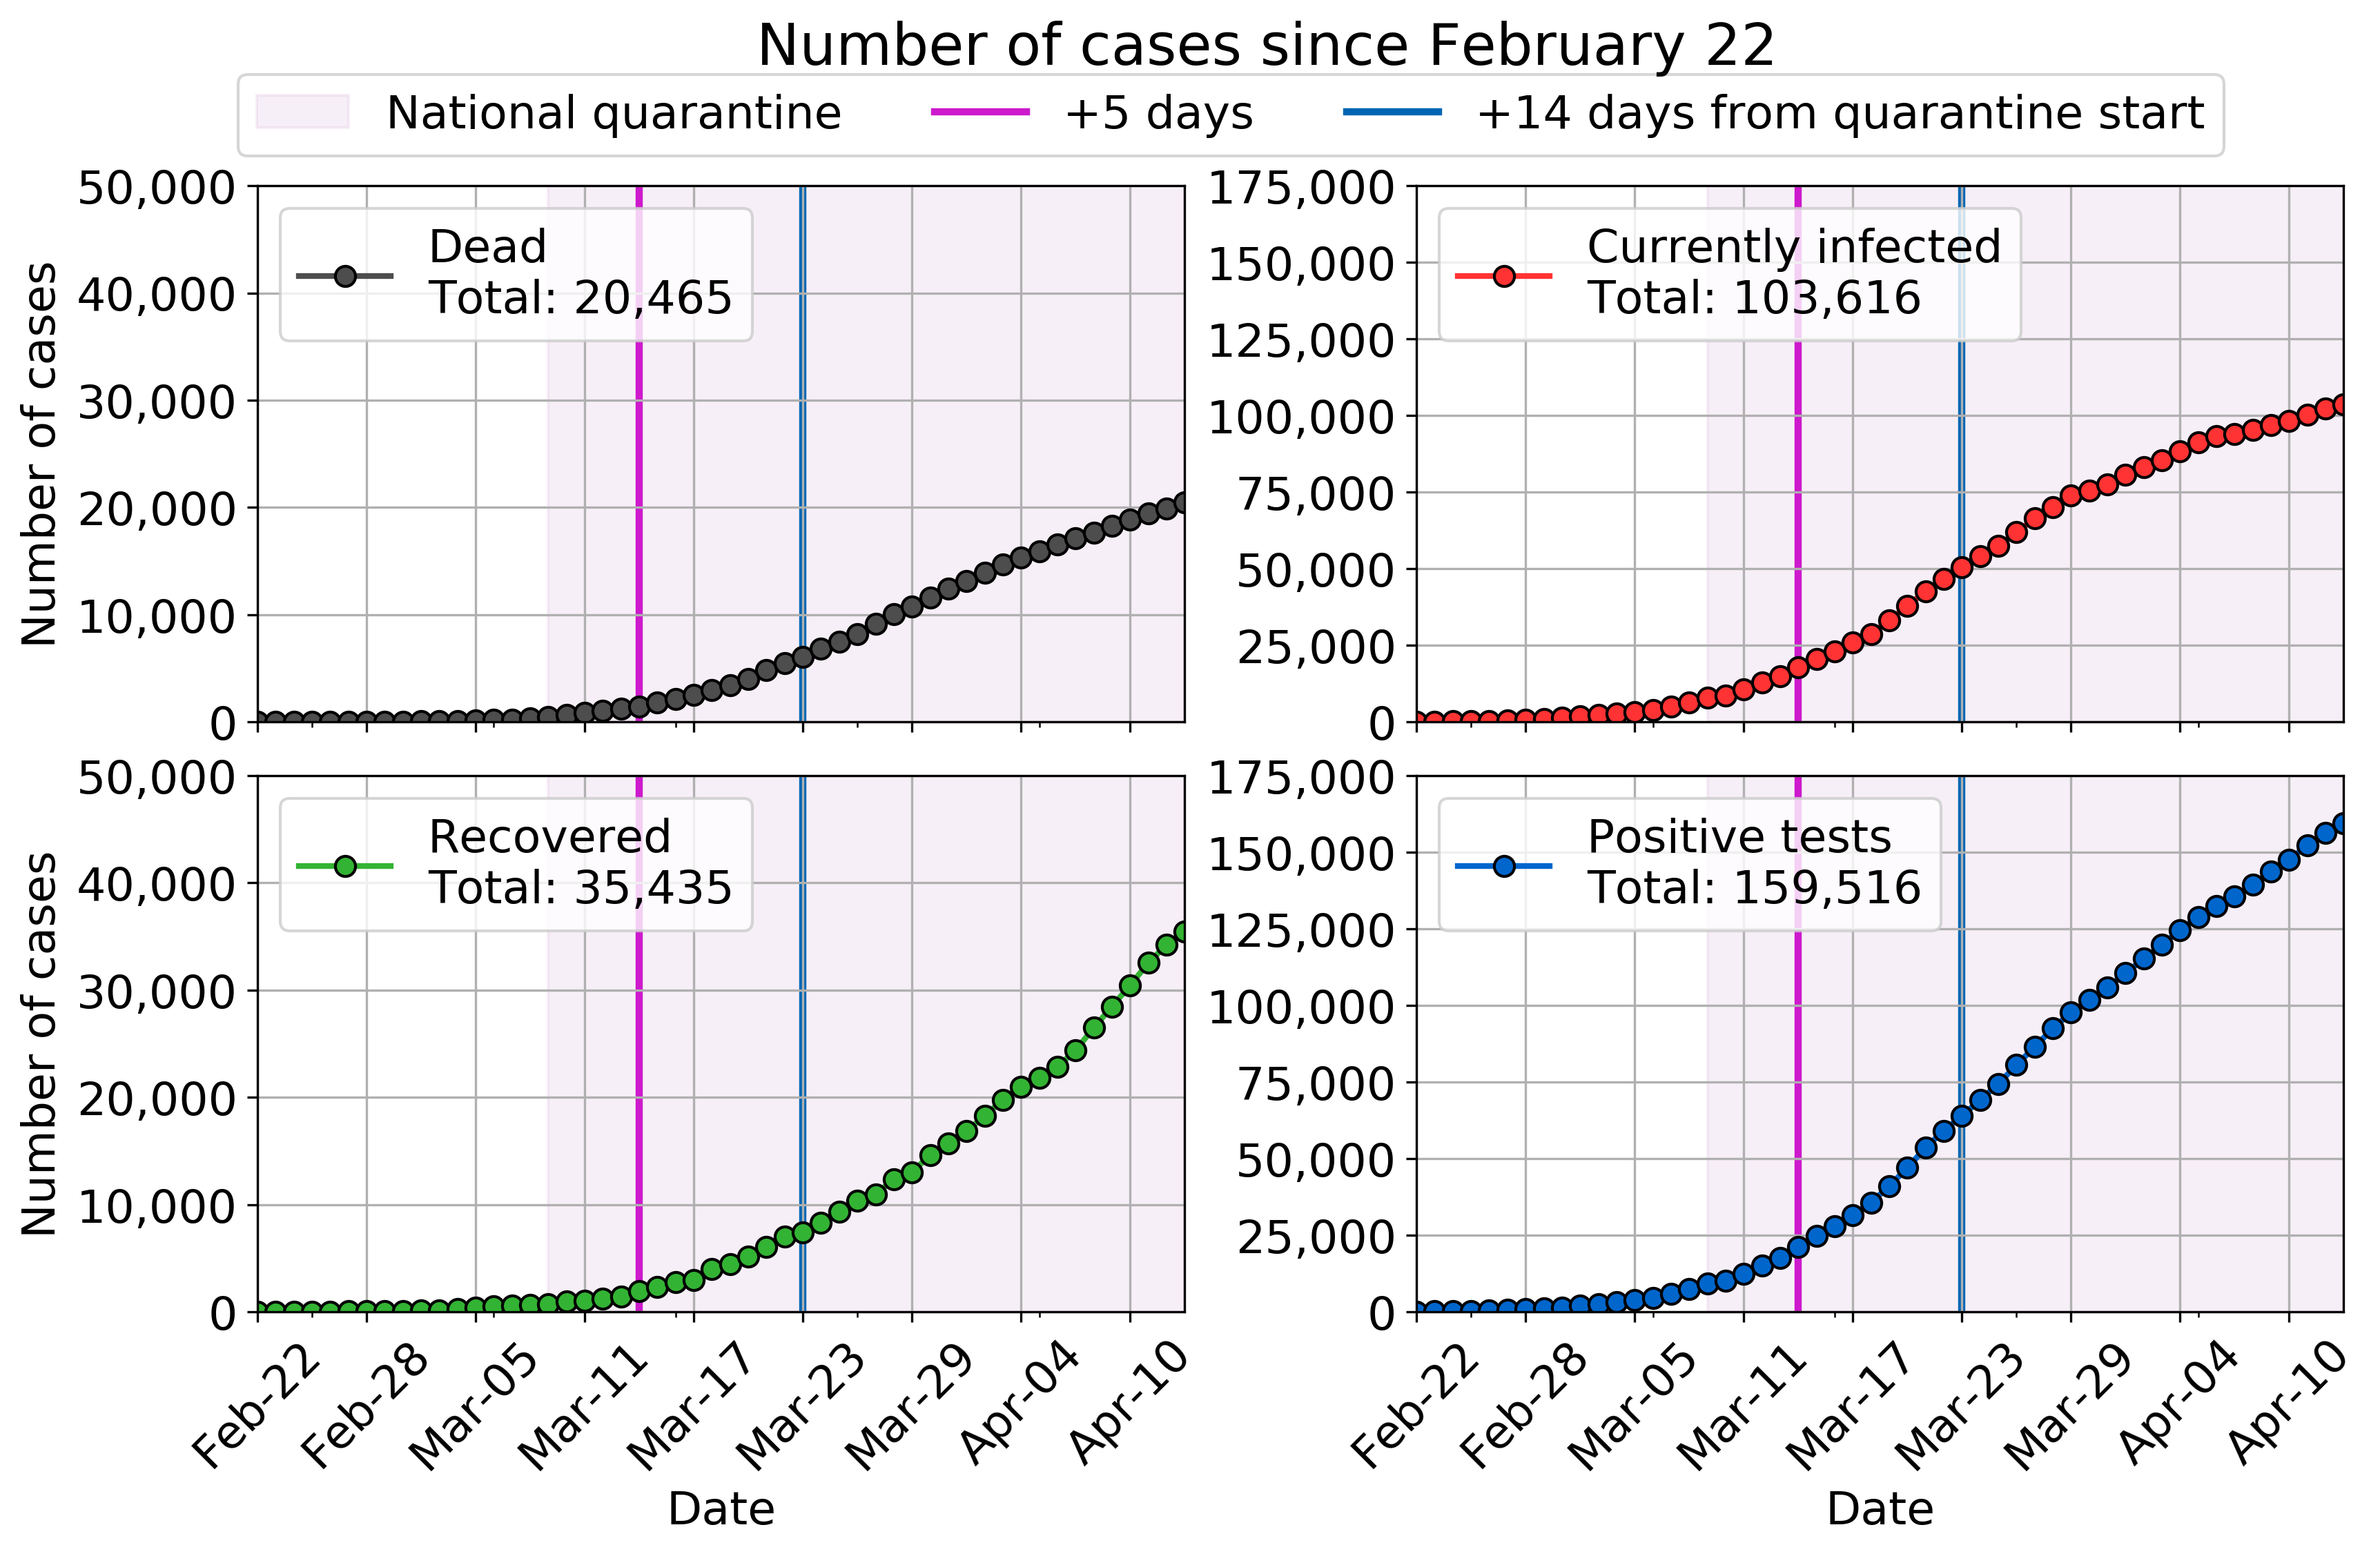 Number of cases since February 22
National quarantine
+5 days
+14 days from quarantine start
50,000
40,000
30,000
20,000
10,000
0
Number of cases
Dead
Total: 20,465
175,000
150,000
125,000
100,000
75,000
50,000
25,000
0
Currently infected
Total: 103,616
50,000
40,000
30,000
20,000
10,000
0
Number of cases
Recovered
Total: 35,435
Feb-22
Feb-28
Mar-05
Mar-11
Mar-17
Mar-23
Mar-29
Apr-04
Apr-10
Date
175,000
150,000
125,000
100,000
75,000
50,000
25,000
0
Positive tests
Total: 159,516
Feb-22
Feb-28
Mar-05
Mar-11
Mar-17
Mar-23
Mar-29
Apr-04
Apr-10
Date